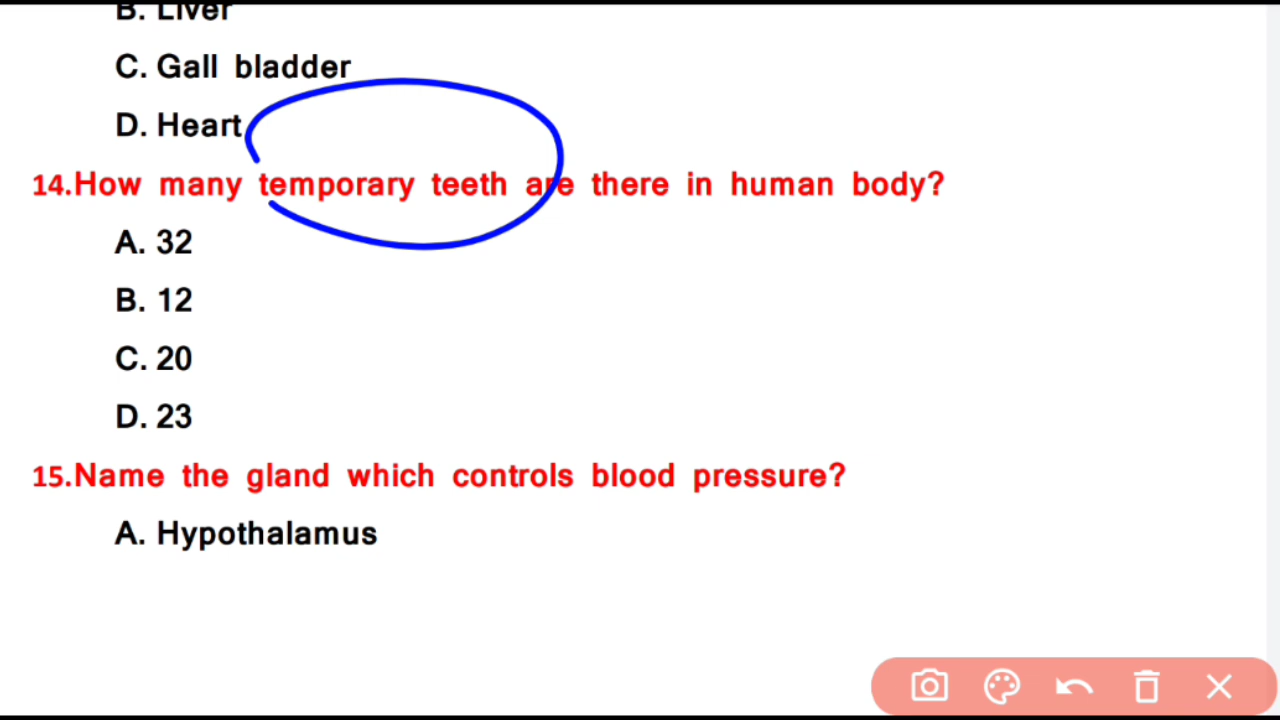 B. Liver
C. Gall bladder
D. Heart
14.How many temporary teeth are there in human body?
A. 32
B. 12
C. 20
D. 23
15.Name the gland which controls blood pressure?
A. Hypothalamus